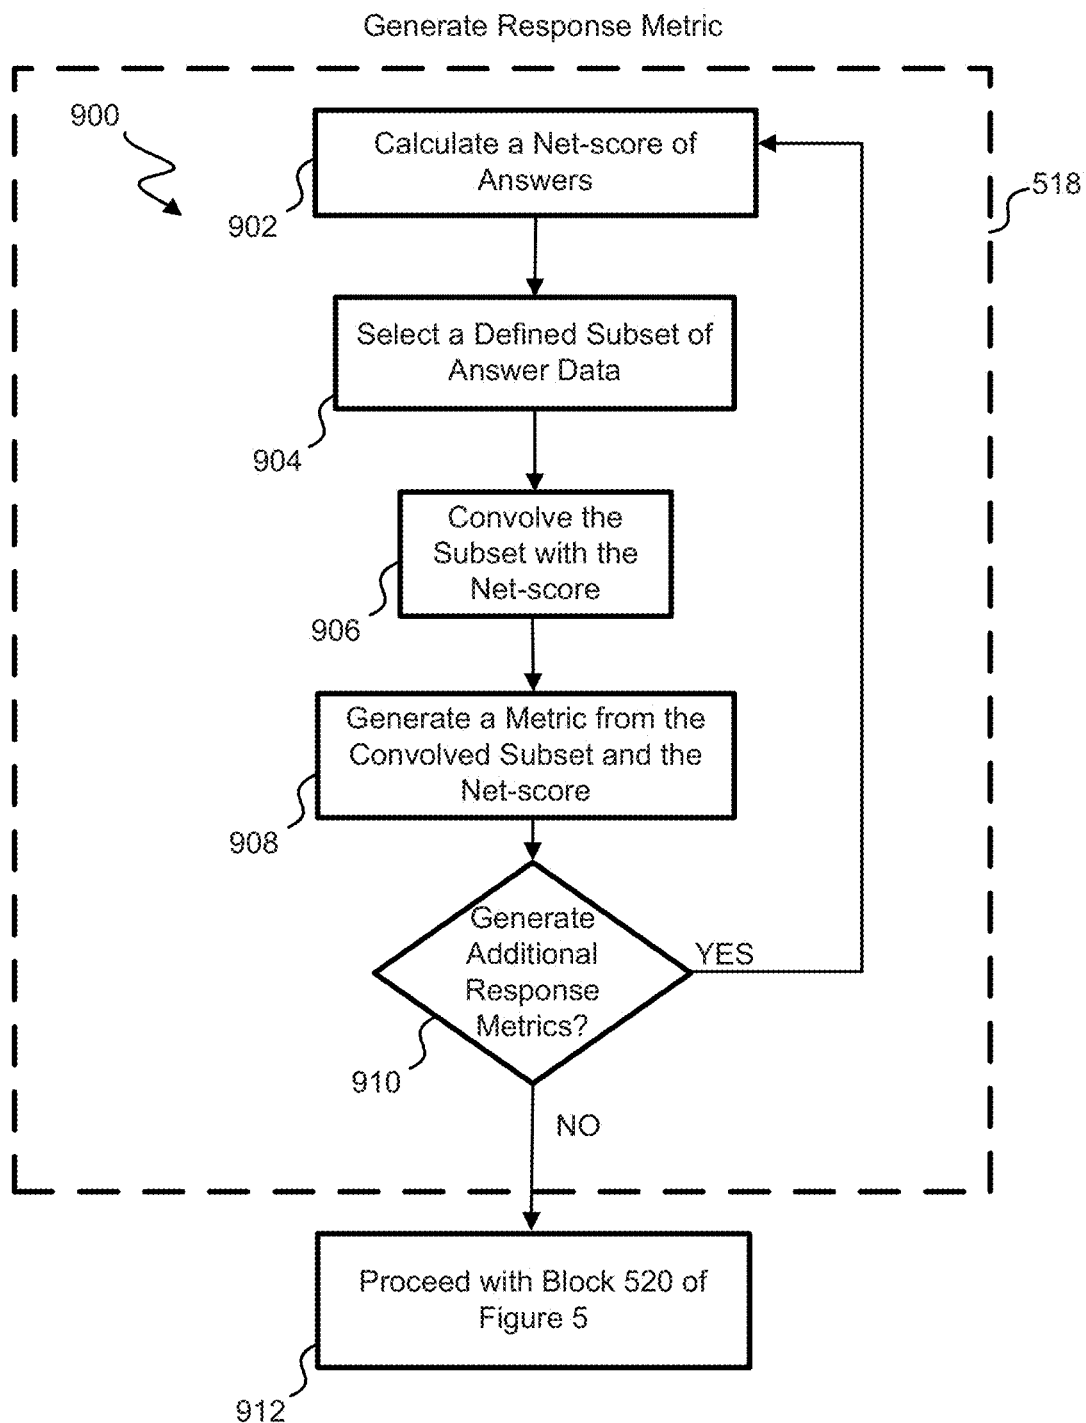 Generate Response Metric
900
Calculate a Net-score of
Answers
518
902
Select a Defined Subset of
Answer Data
904
Convolve the
Subset with the
Net-score
906
Generate a Metric from the
Convolved Subset and the
Net-score
908
Generate
Additional
Response
Metrics?
YES
910
NO
Proceed with Block 520 of
Figure 5
912